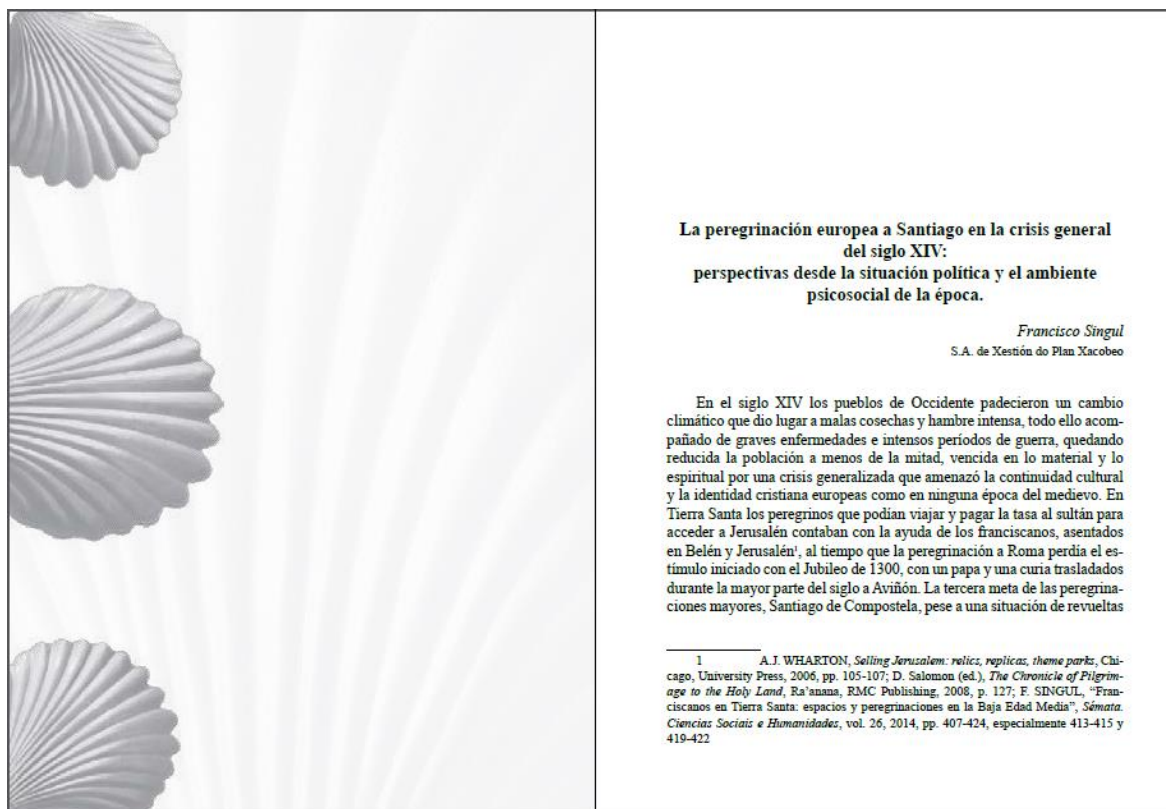 La peregrinación europea a Santiago en la crisis general
del siglo XIV:
perspectivas desde la situación política y el ambiente
psicosocial de la época.
Francisco Singul
S.A. de Xestión do Plan Xacobeo
En el siglo XIV los pueblos de Occidente padecieron un cambio
climático que dio lugar a malas cosechas y hambre intensa, todo ello acom-
pañado de graves enfermedades e intensos períodos de guerra, quedando
reducida la población a menos de la mitad, vencida en lo material y lo
espiritual por una crisis generalizada que amenazó la continuidad cultural
y la identidad cristiana europeas como en ninguna época del medievo. En
Tierra Santa los peregrinos que podían viajar y pagar la tasa al sultán para
acceder a Jerusalén contaban con la ayuda de los franciscanos, asentados
en Belén y Jerusalén¹, al tiempo que la peregrinación a Roma perdía el es-
tímulo iniciado con el Jubileo de 1300, con un papa y una curia trasladados
durante la mayor parte del siglo a Aviñón. La tercera meta de las peregrina-
ciones mayores, Santiago de Compostela, pese a una situación de revueltas
1 A.J. WHARTON, Selling Jerusalem: relics, replicas, theme parks, Chi-
cago, University Press, 2006, pp. 105-107; D. Salomon (ed.), The Chronicle of Pilgrim-
age to the Holy Land, Ra'anana, RMC Publishing, 2008, p. 127; F. SINGUL, “Fran-
ciscanos en Tierra Santa: espacios y peregrinaciones en la Baja Edad Media”, Sémata.
Ciencias Sociais e Humanidades, vol. 26, 2014, pp. 407-424, especialmente 413-415 y
419-422